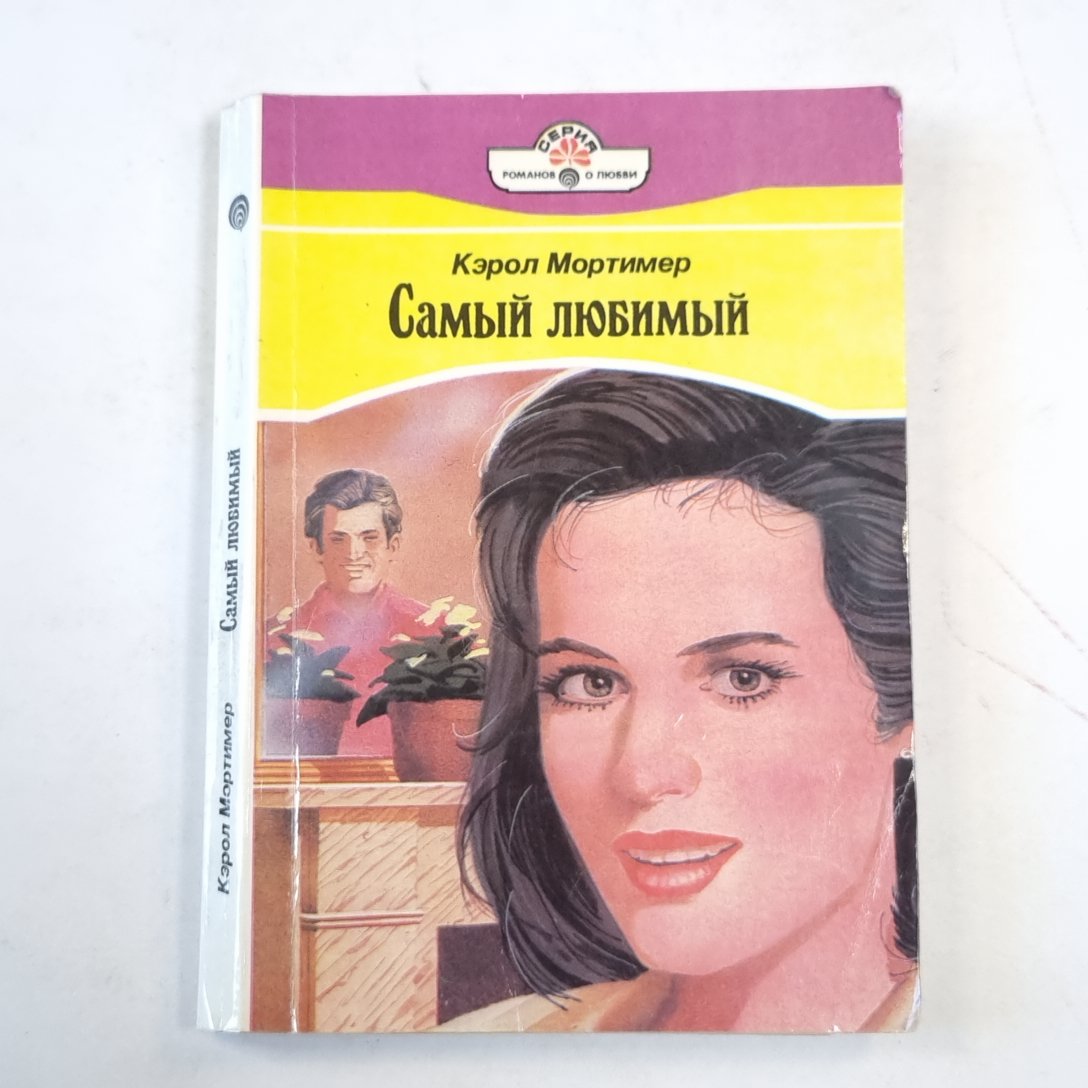 СЕРИЯ
РОМАНОВ О ЛЮБВИ
Кэрол Мортимер
Самый любимый
Кэрол Мортимер Самый любимый